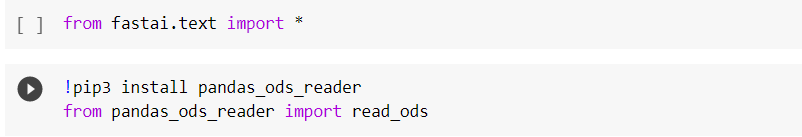 [ ] from fastai.text import *
!pip3 install pandas_ods_reader
from pandas_ods_reader import read_ods